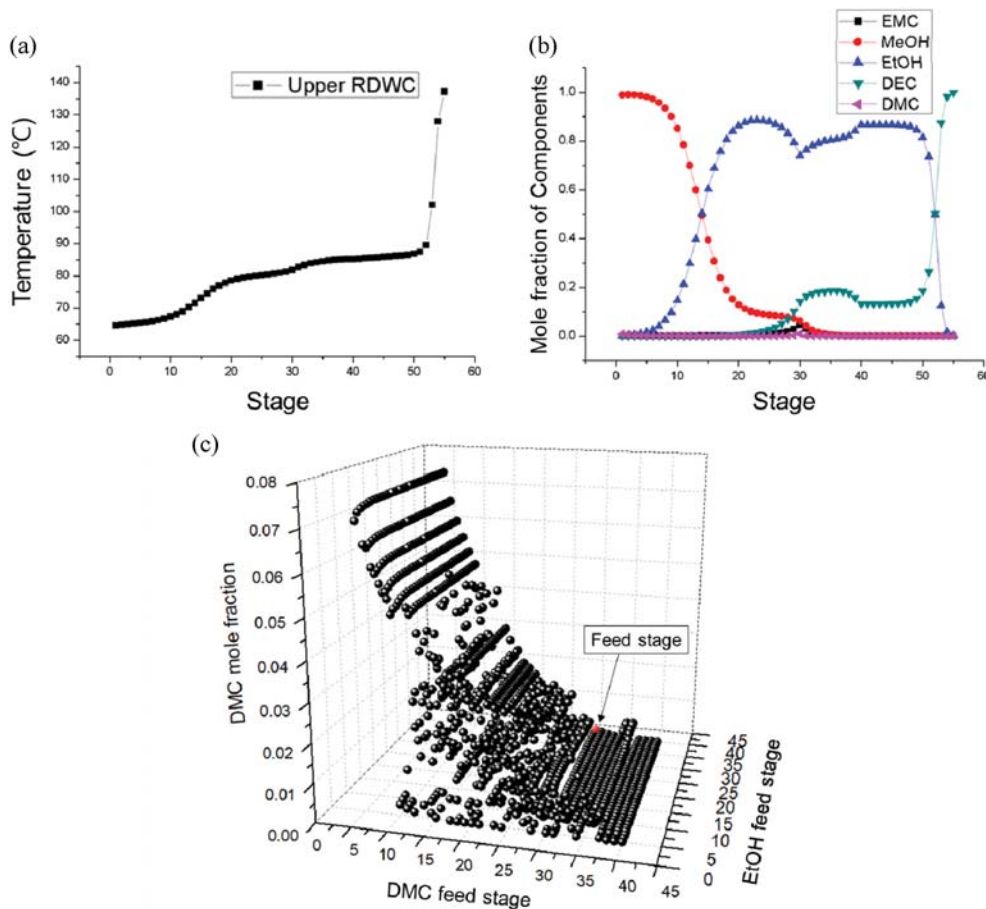 (a)
Upper RDWC
140
130
120
110
100
90
80
70
60
Temperature (℃)
0 10 20 30 40 50 60
Stage
(b)
EMC
MeOH
EtOH
DEC
DMC
1.0
0.8
0.6
0.4
0.2
0.0
Mole fraction of Components
0 10 20 30 40 50 60
Stage
(c)
0.08
0.07
0.06
0.05
0.04
0.03
0.02
0.01
0.00
DMC mole fraction
Feed stage
0 5 10 15 20 25 30 35 40 45
DMC feed stage
45
40
35
30
25
20
15
10
5
0
EtOH feed stage